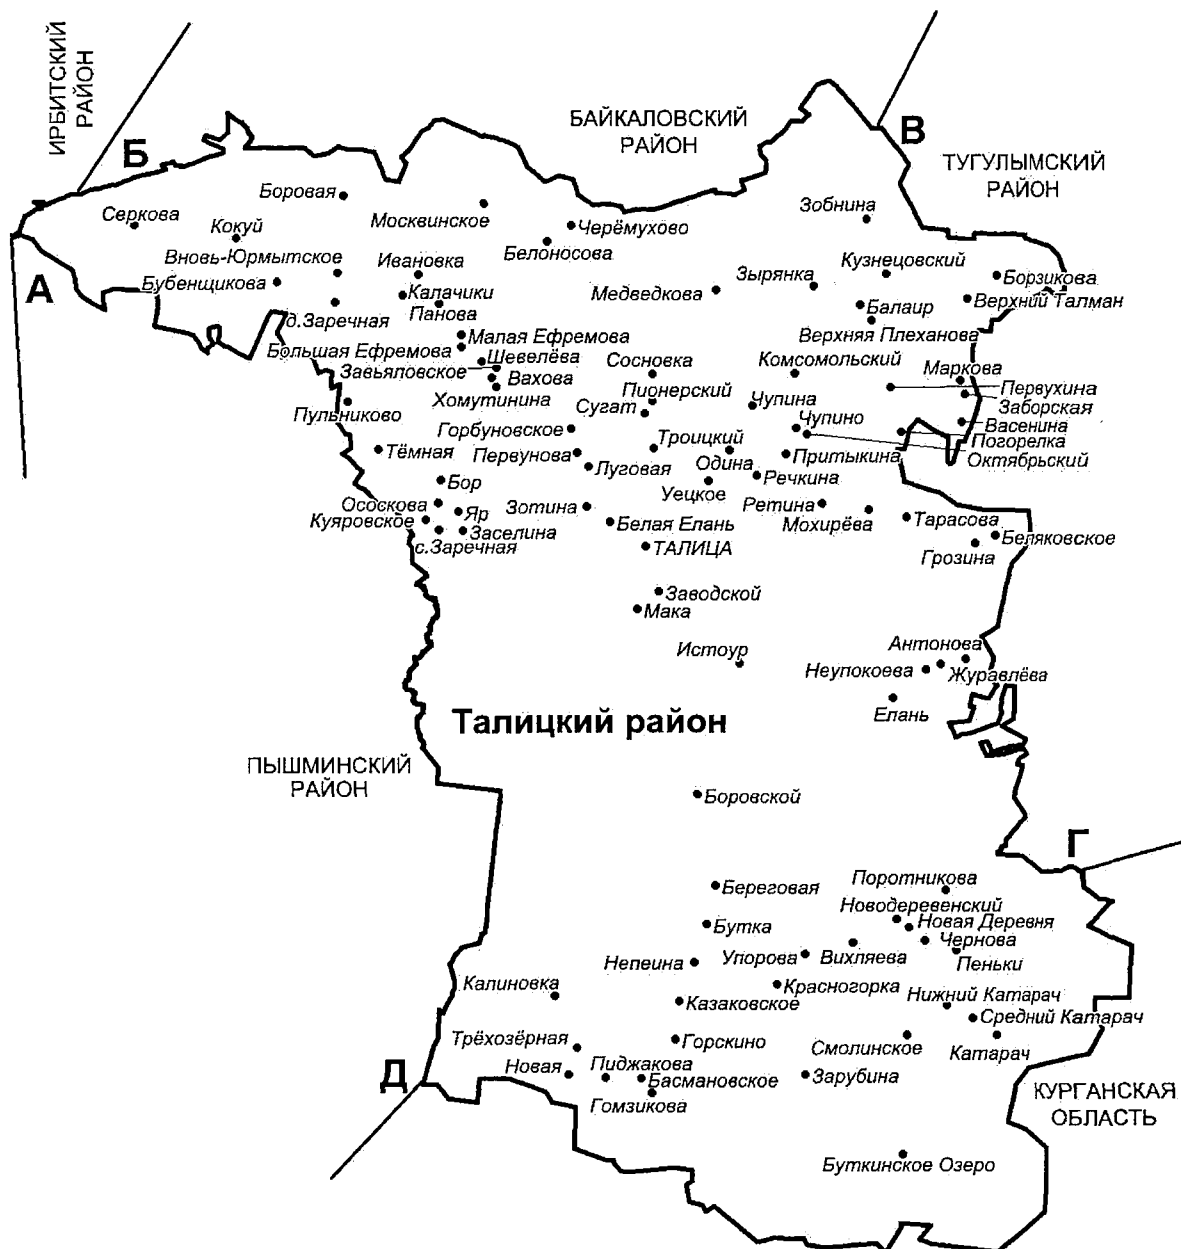 ИРБИТСКИЙ
РАЙОН
Б
БАЙКАЛОВСКИЙ
РАЙОН
В
ТУГУЛЫМСКИЙ
РАЙОН
Боровая
Серкова
Кокуй
Москвинское
Черёмухово
Зобнина
Белоносова
Вновь-Юрмытское
Ивановка
Кузнецовский
Зырянка
Борзикова
Бубенщикова
А
Калачики
Медведкова
Верхний Талман
Панова
Балаир
д.Заречная
Верхняя Плеханова
Малая Ефремова
Большая Ефремова
Шевелёва
Сосновка
Комсомольский
Завьяловское
Маркова
Вахова
Пионерский
Первухина
Хомутинина
Пульниково
Сугат
Чупина
Заборская
Чупино
Васенина
Горбуновское
Троицкий
Погорелка
Тёмная
Первунова
Одина
Притыкина
Октябрьский
Луговая
Речкина
Бор
Уецкое
Ососкова
Зотина
Ретина
Куяровское
Яр
Белая Елань
Мохирёва
Тарасова
Заселина
с.Заречная
ТАЛИЦА
Беляковское
Грозина
Заводской
Мака
Истоур
Антонова
Неупокоева
Журавлёва
Елань
Талицкий район
ПЫШМИНСКИЙ
РАЙОН
Боровской
Г
Береговая
Поротникова
Новодеревенский
Бутка
Новая Деревня
Чернова
Упорова
Вихляева
Непеина
Пеньки
Калиновка
Красногорка
Казаковское
Нижний Катарач
Средний Катарач
Трёхозёрная
Горскино
Смолинское
Катарач
Д
Новая
Пиджакова
Басмановское
Зарубина
Гомзикова
КУРГАНСКАЯ
ОБЛАСТЬ
Буткинское Озеро